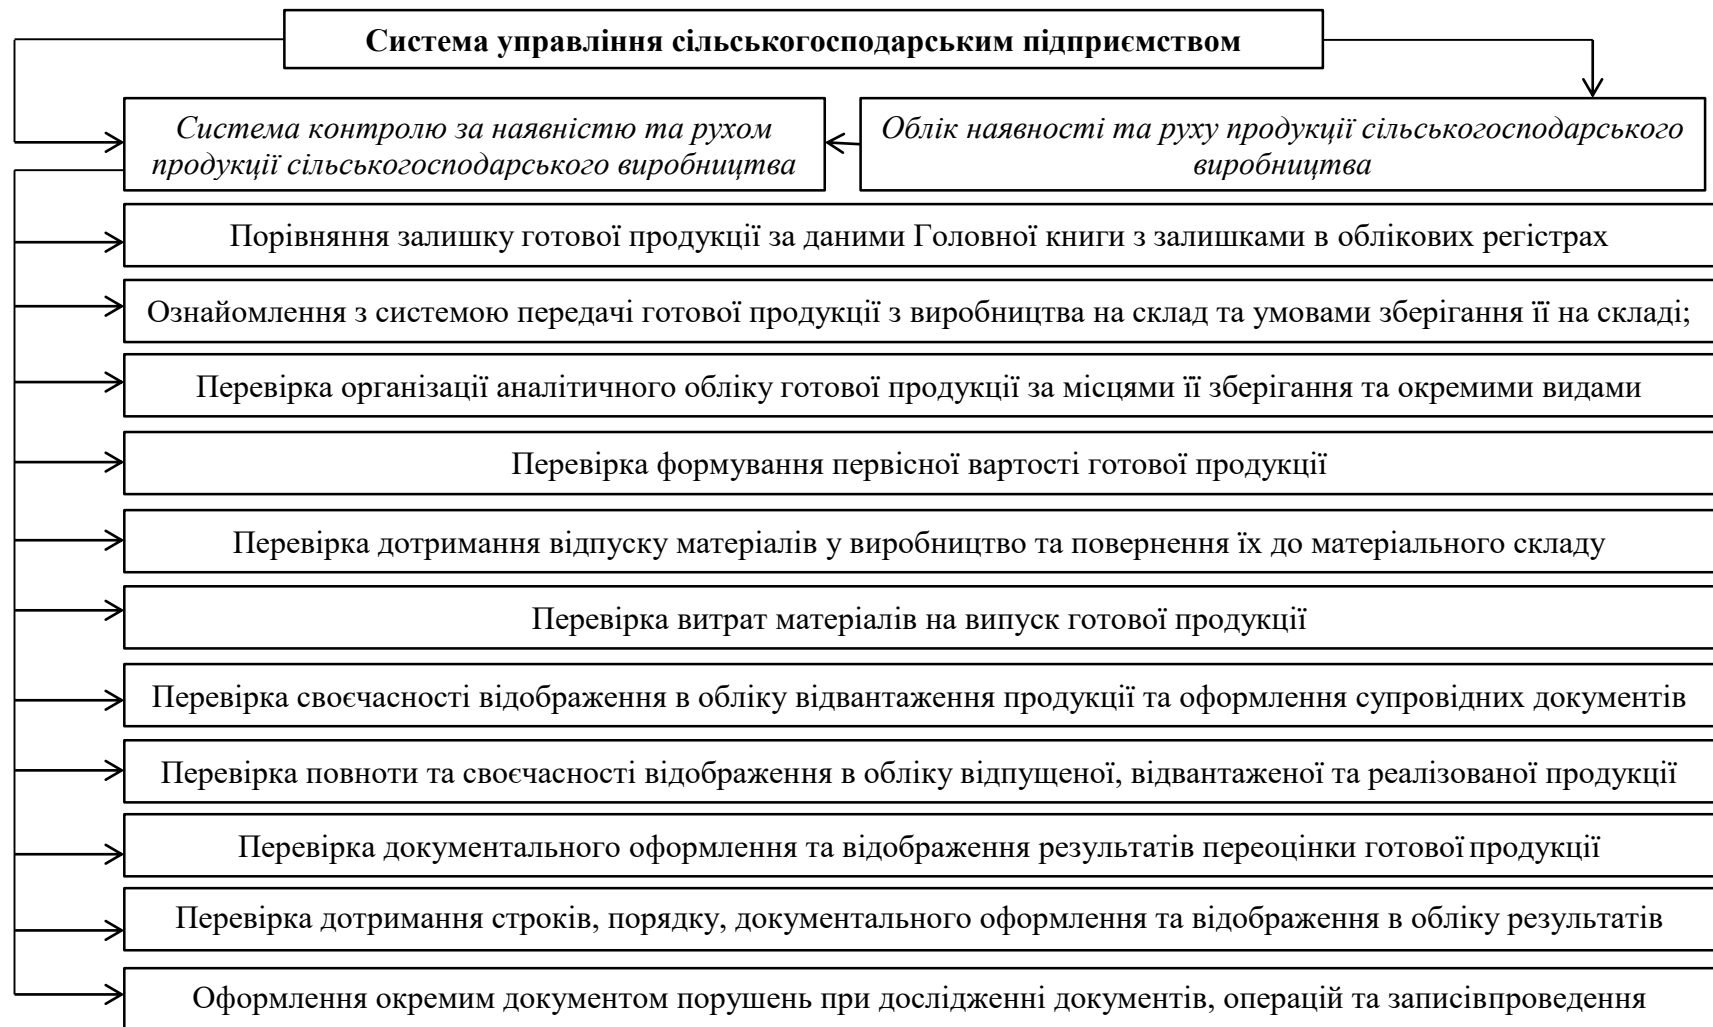 Система управління сільськогосподарським підприємством
Система контролю за наявністю та рухом
продукції сільськогосподарського виробництва
Облік наявності та руху продукції сільськогосподарського
виробництва
Порівняння залишку готової продукції за даними Головної книги з залишками в облікових регістрах
Ознайомлення з системою передачі готової продукції з виробництва на склад та умовами зберігання її на складі;
Перевірка організації аналітичного обліку готової продукції за місцями її зберігання та окремими видами
Перевірка формування первісної вартості готової продукції
Перевірка дотримання відпуску матеріалів у виробництво та повернення їх до матеріального складу
Перевірка витрат матеріалів на випуск готової продукції
Перевірка своєчасності відображення в обліку відвантаження продукції та оформлення супровідних документів
Перевірка повноти та своєчасності відображення в обліку відпущеної, відвантаженої та реалізованої продукції
Перевірка документального оформлення та відображення результатів переоцінки готової продукції
Перевірка дотримання строків, порядку, документального оформлення та відображення в обліку результатів
Оформлення окремим документом порушень при дослідженні документів, операцій та записівпроведення